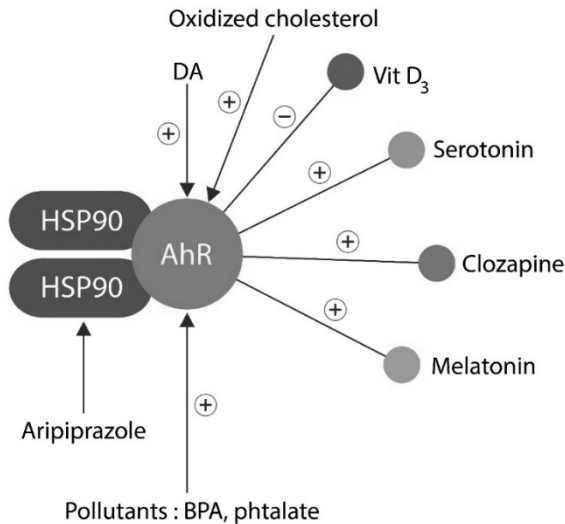 Oxidized cholesterol
DA
Vit D₃
+
+
−
Serotonin
+
HSP90
AhR
+
Clozapine
HSP90
+
Melatonin
Aripiprazole
+
Pollutants : BPA, phtalate